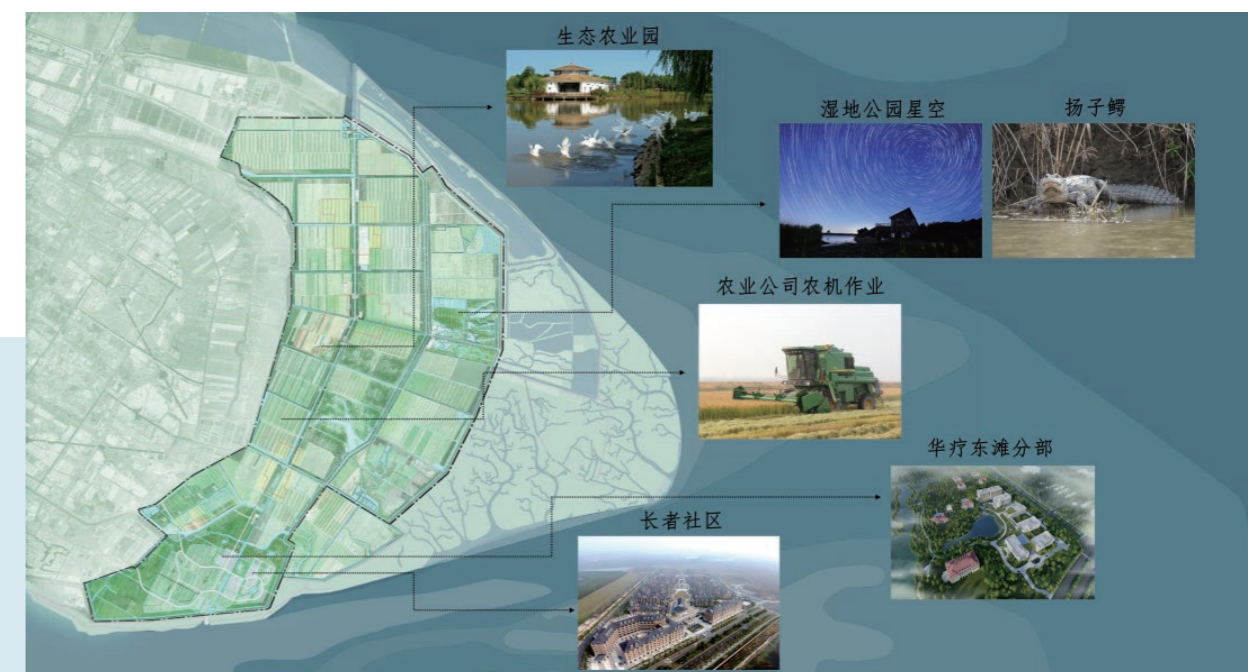 生态农业园
湿地公园星空
扬子鳄
农业公司农机作业
华疗东滩分部
长者社区